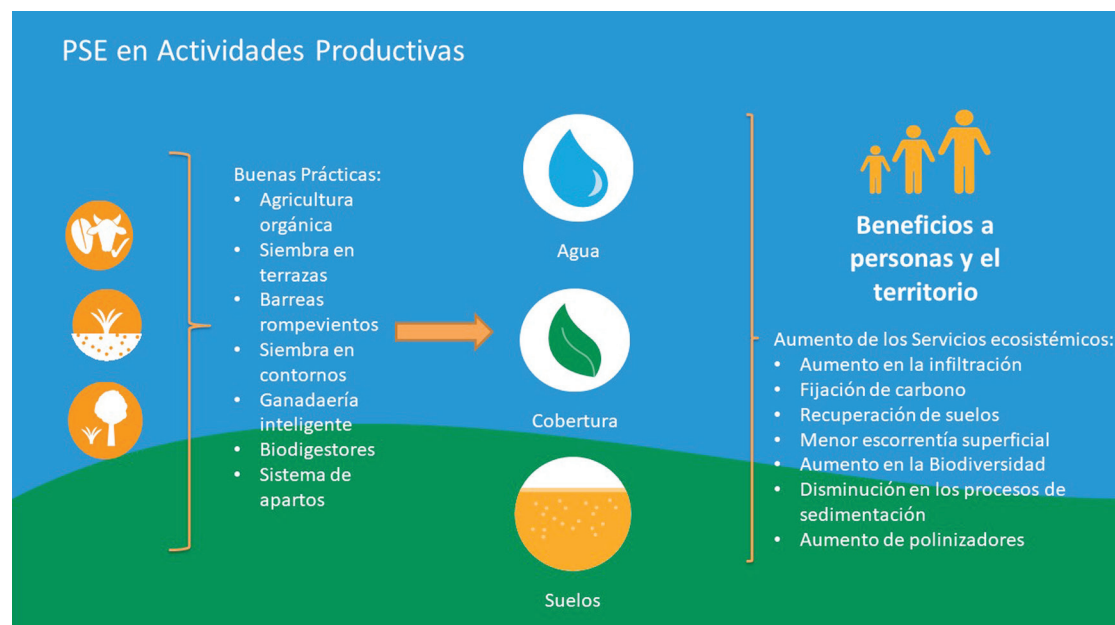 PSE en Actividades Productivas
Buenas Prácticas:
• Agricultura
orgánica
• Siembra en
terrazas
• Barreas
rompevientos
• Siembra en
contornos
• Ganadaería
inteligente
• Biodigestores
• Sistema de
apartos
Agua
Cobertura
Suelos
Beneficios a
personas y el
territorio
Aumento de los Servicios ecosistémicos:
• Aumento en la infiltración
• Fijación de carbono
• Recuperación de suelos
• Menor escorrentía superficial
• Aumento en la Biodiversidad
• Disminución en los procesos de
sedimentación
• Aumento de polinizadores